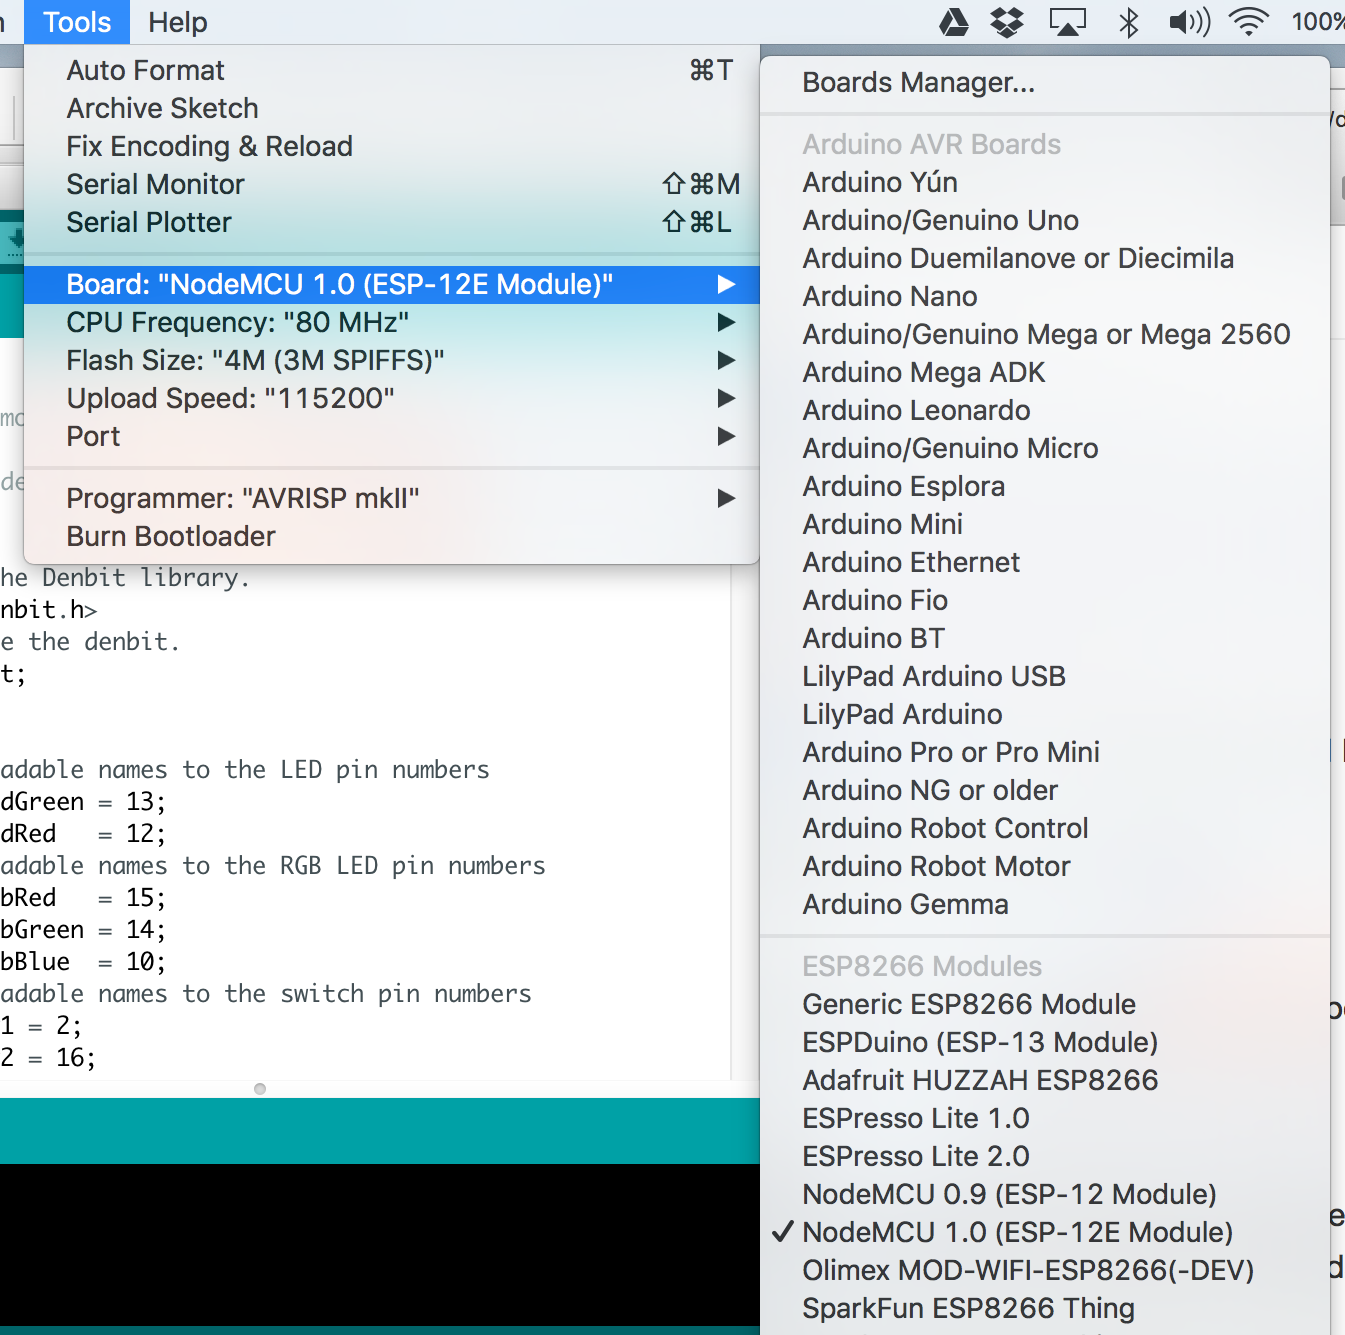 Tools Help 100%
Auto Format ⌘T
Archive Sketch
Fix Encoding & Reload
Serial Monitor ⇧⌘M
Serial Plotter ⇧⌘L
Board: "NodeMCU 1.0 (ESP-12E Module)"
CPU Frequency: "80 MHz"
Flash Size: "4M (3M SPIFFS)"
Upload Speed: "115200"
Port
Programmer: "AVRISP mkII"
Burn Bootloader
Boards Manager...
Arduino AVR Boards
Arduino Yún
Arduino/Genuino Uno
Arduino Duemilanove or Diecimila
Arduino Nano
Arduino/Genuino Mega or Mega 2560
Arduino Mega ADK
Arduino Leonardo
Arduino/Genuino Micro
Arduino Esplora
Arduino Mini
Arduino Ethernet
Arduino Fio
Arduino BT
LilyPad Arduino USB
LilyPad Arduino
Arduino Pro or Pro Mini
Arduino NG or older
Arduino Robot Control
Arduino Robot Motor
Arduino Gemma
ESP8266 Modules
Generic ESP8266 Module
ESPDuino (ESP-13 Module)
Adafruit HUZZAH ESP8266
ESPresso Lite 1.0
ESPresso Lite 2.0
NodeMCU 0.9 (ESP-12 Module)
✓ NodeMCU 1.0 (ESP-12E Module)
Olimex MOD-WIFI-ESP8266(-DEV)
SparkFun ESP8266 Thing
he Denbit library.
nbit.h>
e the denbit.
t;
adable names to the LED pin numbers
dGreen = 13;
dRed = 12;
adable names to the RGB LED pin numbers
bRed = 15;
bGreen = 14;
bBlue = 10;
adable names to the switch pin numbers
1 = 2;
2 = 16;